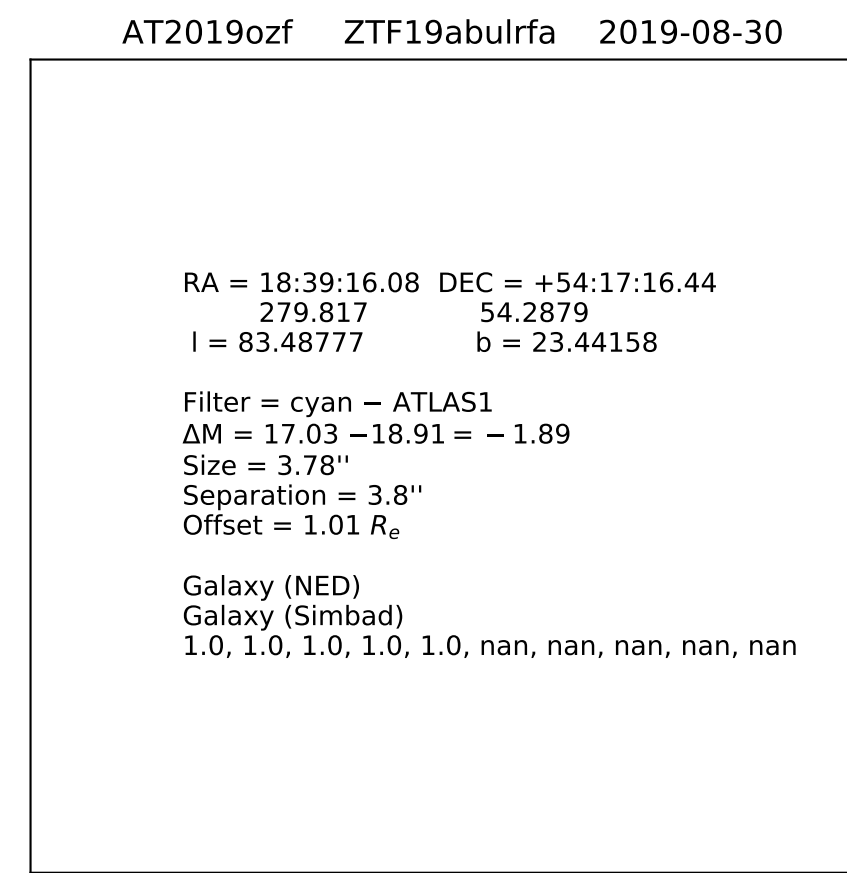 AT2019ozf ZTF19abulrfa 2019-08-30
RA = 18:39:16.08 DEC = +54:17:16.44
279.817 54.2879
l = 83.48777 b = 23.44158
Filter = cyan − ATLAS1
ΔM = 17.03 −18.91 = − 1.89
Size = 3.78''
Separation = 3.8''
Offset = 1.01 Re
Galaxy (NED)
Galaxy (Simbad)
1.0, 1.0, 1.0, 1.0, 1.0, nan, nan, nan, nan, nan